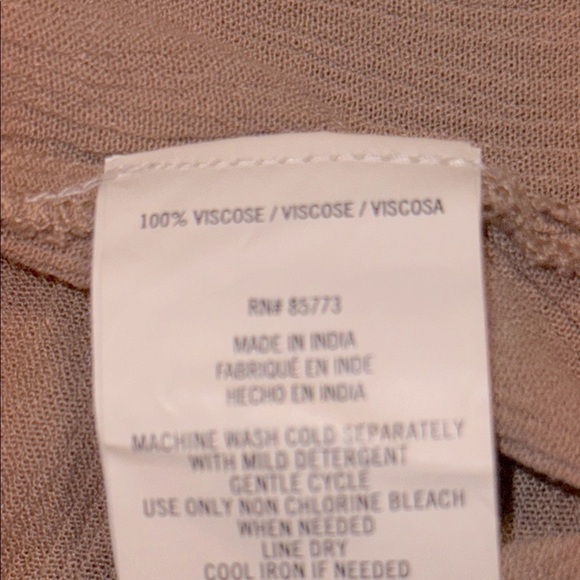 100% VISCOSE / VISCOSE / VISCOSA
RN# 85773
MADE IN INDIA
FABRIQUÉ EN INDE
HECHO EN INDIA
MACHINE WASH COLD SEPARATELY
WITH MILD DETERGENT
GENTLE CYCLE
USE ONLY NON CHLORINE BLEACH
WHEN NEEDED
LINE DRY
COOL IRON IF NEEDED